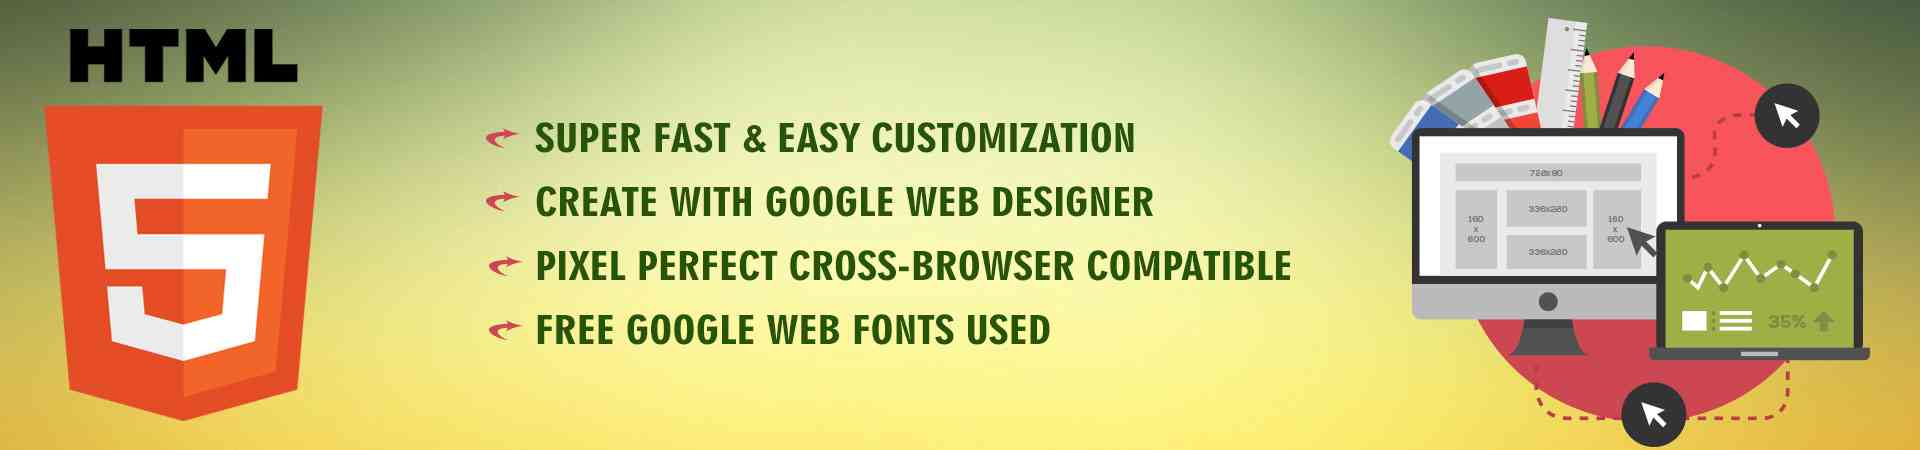 HTML
5
SUPER FAST & EASY CUSTOMIZATION
CREATE WITH GOOGLE WEB DESIGNER
PIXEL PERFECT CROSS-BROWSER COMPATIBLE
FREE GOOGLE WEB FONTS USED
728x90
160
x
600
336x280
336x280
160
x
600
35%